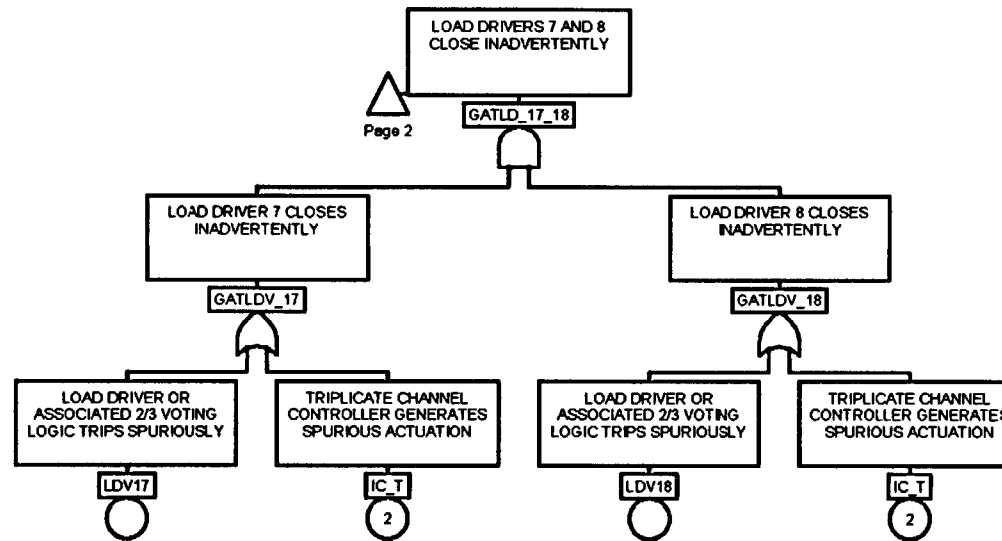 LOAD DRIVERS 7 AND 8
CLOSE INADVERTENTLY
Page 2
GATLD_17_18
LOAD DRIVER 7 CLOSES
INADVERTENTLY
LOAD DRIVER 8 CLOSES
INADVERTENTLY
GATLDV_17
GATLDV_18
LOAD DRIVER OR
ASSOCIATED 2/3 VOTING
LOGIC TRIPS SPURIOUSLY
TRIPLICATE CHANNEL
CONTROLLER GENERATES
SPURIOUS ACTUATION
LOAD DRIVER OR
ASSOCIATED 2/3 VOTING
LOGIC TRIPS SPURIOUSLY
TRIPLICATE CHANNEL
CONTROLLER GENERATES
SPURIOUS ACTUATION
LDV17
IC_T
LDV18
IC_T
2
2